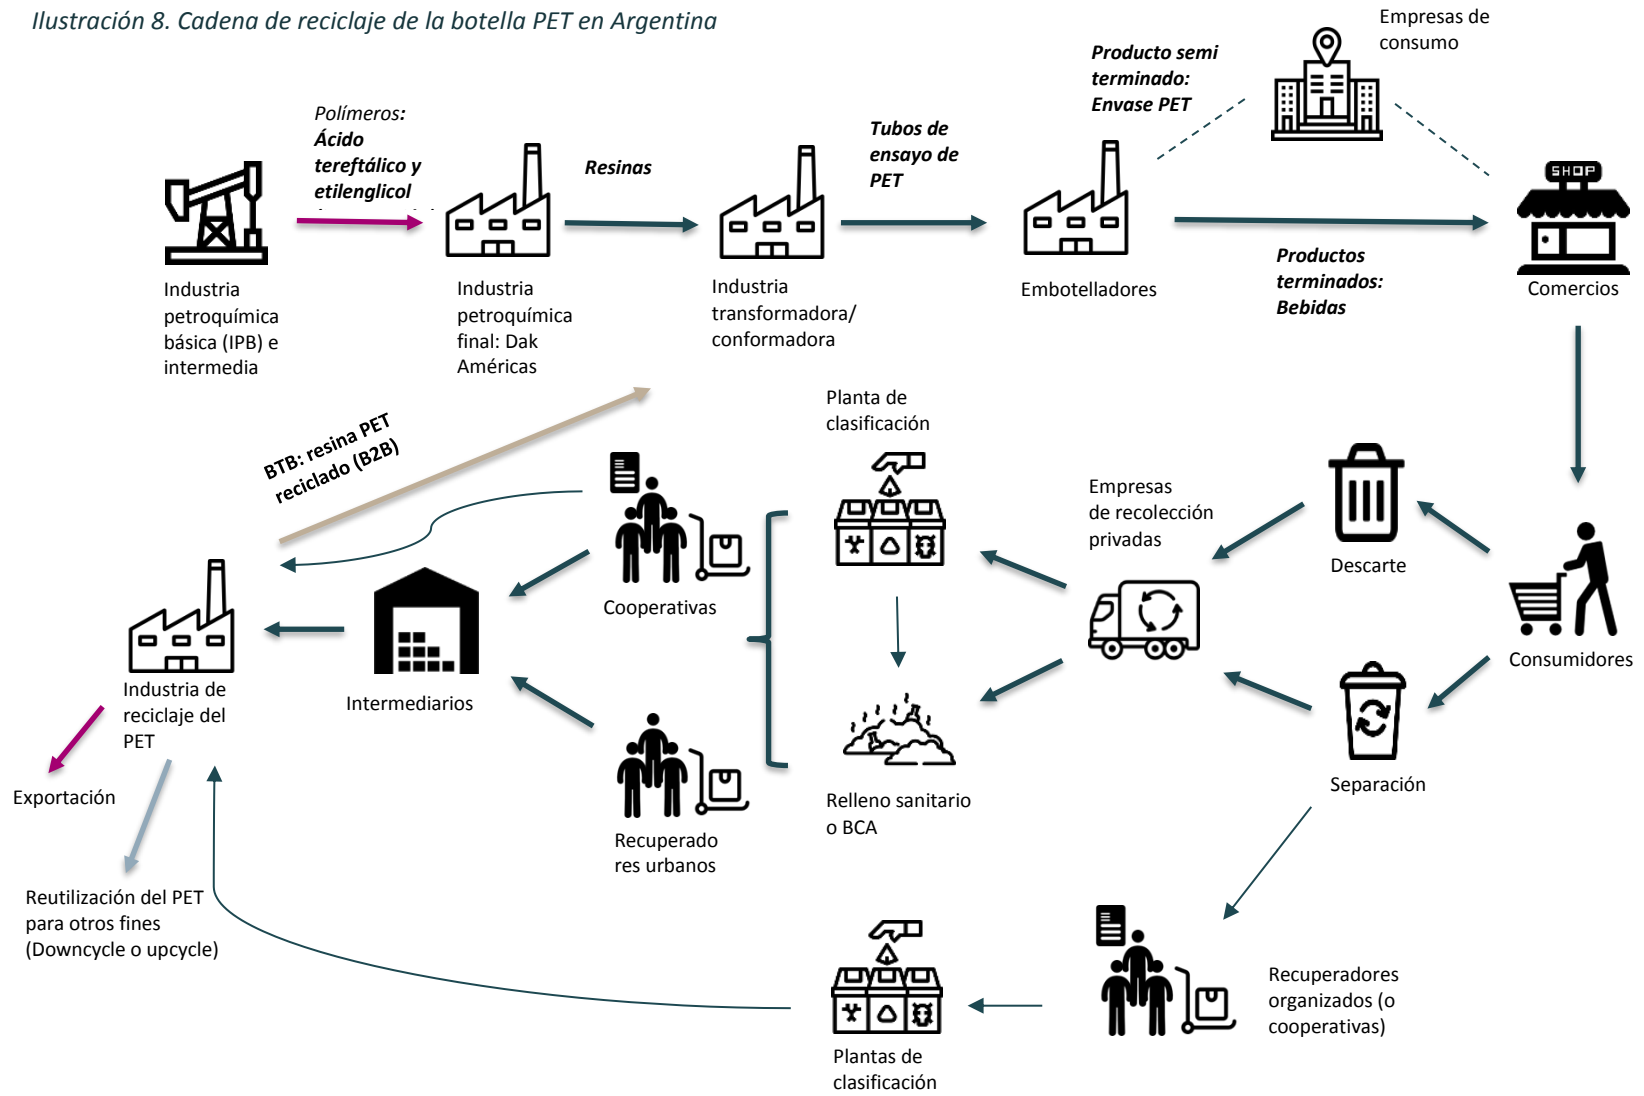 Ilustración 8. Cadena de reciclaje de la botella PET en Argentina
Empresas de
consumo
Producto semi
terminado:
Envase PET
Polímeros:
Ácido
tereftálico y
etilenglicol
Resinas
Tubos de
ensayo de
PET
SHOP
Productos
terminados:
Bebidas
Industria
petroquímica
básica (IPB) e
intermedia
Industria
petroquímica
final: Dak
Américas
Industria
transformadora/
conformadora
Embotelladores
Comercios
BTB: resina PET
reciclado (B2B)
Planta de
clasificación
Empresas
de recolección
privadas
Descarte
Cooperativas
Consumidores
Intermediarios
Industria de
reciclaje del
PET
Separación
Exportación
Relleno sanitario
o BCA
Recuperado
res urbanos
Reutilización del PET
para otros fines
(Downcycle o upcycle)
Recuperadores
organizados (o
cooperativas)
Plantas de
clasificación